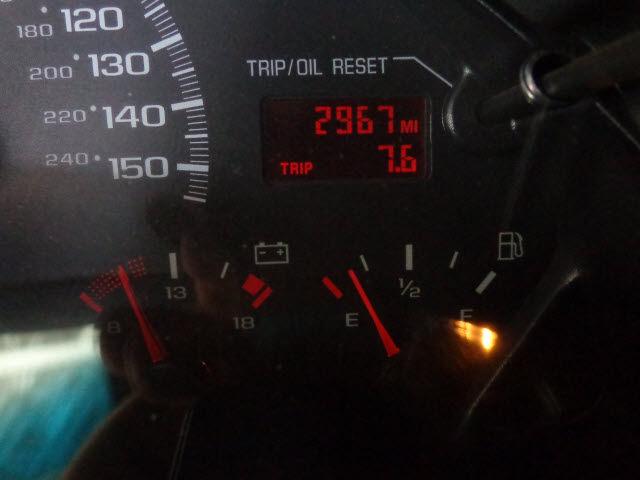 180 120
TRIP/OIL RESET
200 130
2967 MI
220 140
TRIP 7.6
240 150
13 1/2
8 18 E F